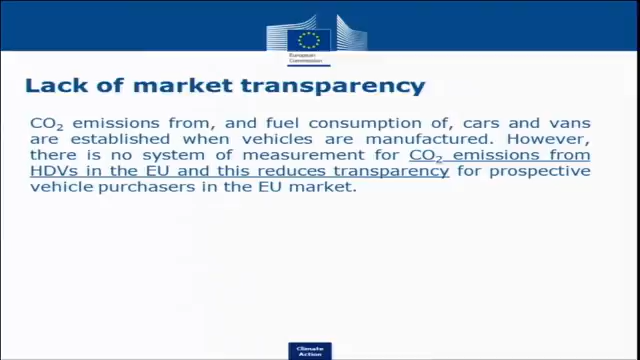 European
Commission
Lack of market transparency
CO₂ emissions from, and fuel consumption of, cars and vans
are established when vehicles are manufactured. However,
there is no system of measurement for CO₂ emissions from
HDVs in the EU and this reduces transparency for prospective
vehicle purchasers in the EU market.
Climate
Action